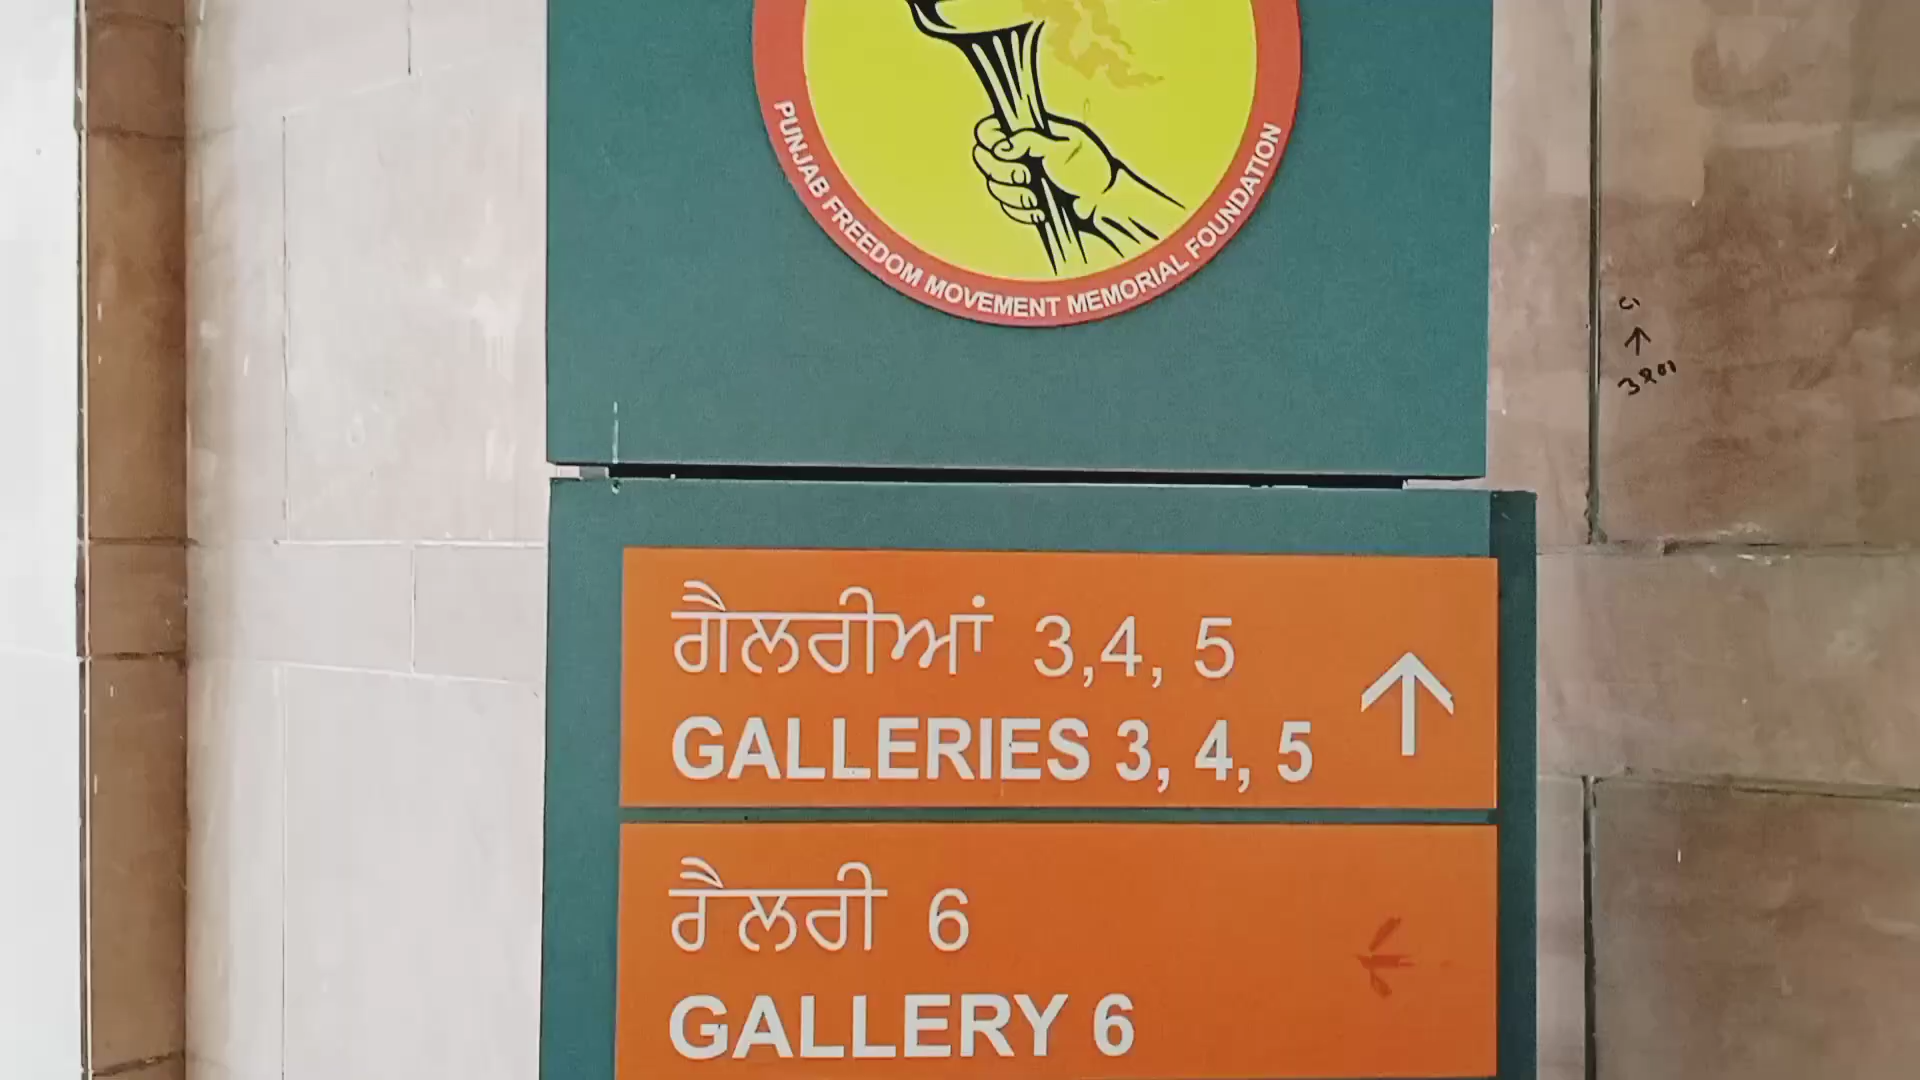 PUNJAB FREEDOM MOVEMENT MEMORIAL FOUNDATION
ਗੈਲਰੀਆਂ 3,4, 5
GALLERIES 3, 4, 5
ਰੈਲਰੀ 6
GALLERY 6